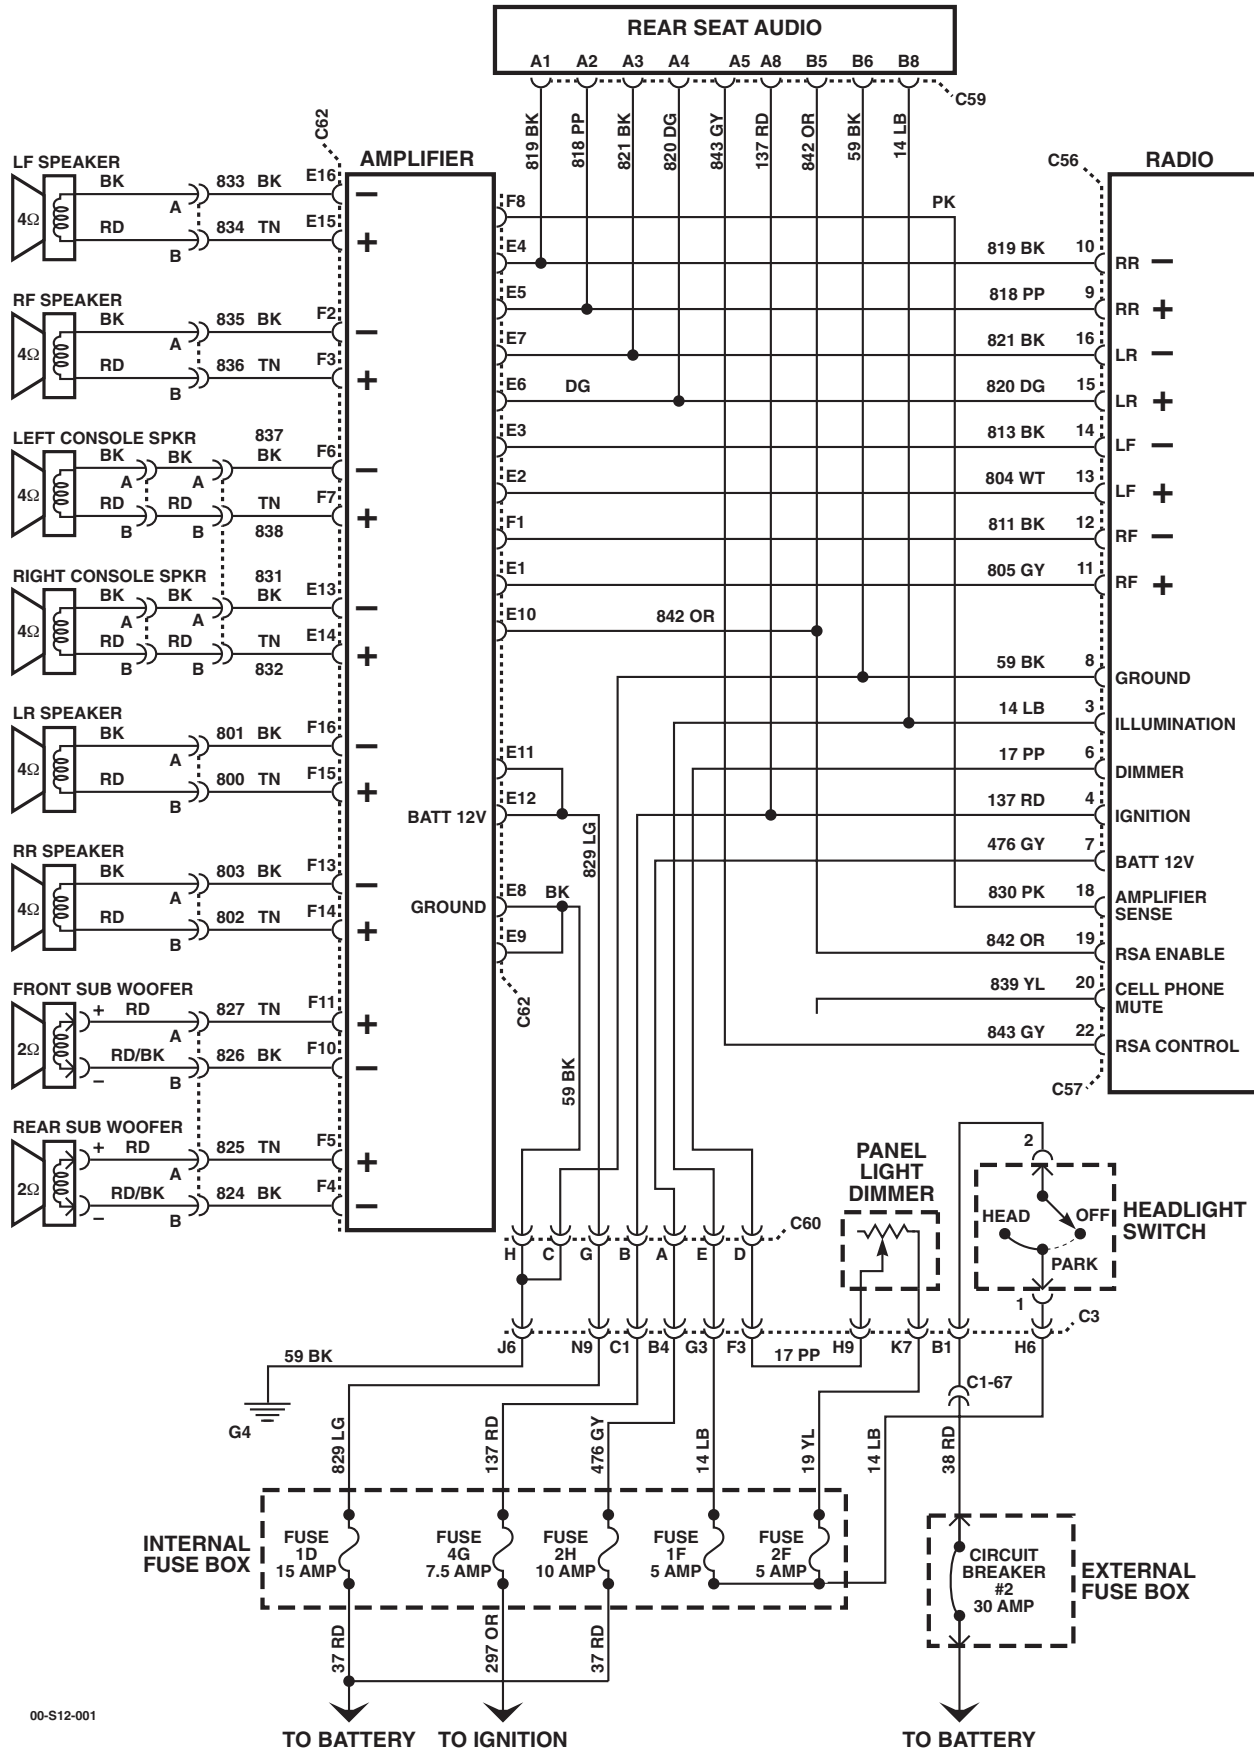 REAR SEAT AUDIO
A1 A2 A3 A4 A5 A8 B5 B6 B8
C59
819 BK
818 PP
821 BK
820 DG
843 GY
137 RD
842 OR
59 BK
14 LB
C62
AMPLIFIER
C56
RADIO
LF SPEAKER
BK 833 BK E16
A
4Ω
RD 834 TN E15
B
− +
RF SPEAKER
BK 835 BK F2
A
4Ω
RD 836 TN F3
B
− +
LEFT CONSOLE SPKR 837
BK BK BK F6
A A
4Ω
RD RD TN F7
B B 838
− +
RIGHT CONSOLE SPKR 831
BK BK BK E13
A A
4Ω
RD RD TN E14
B B 832
− +
LR SPEAKER
BK 801 BK F16
A
4Ω
RD 800 TN F15
B
− +
RR SPEAKER
BK 803 BK F13
A
4Ω
RD 802 TN F14
B
− +
FRONT SUB WOOFER
+ RD 827 TN F11
A
2Ω
RD/BK 826 BK F10
− B
+ −
REAR SUB WOOFER
+ RD 825 TN F5
A
2Ω
RD/BK 824 BK F4
− B
+ −
F8 PK
E4 819 BK 10 RR −
E5 818 PP 9 RR +
E7 821 BK 16 LR −
E6 DG 820 DG 15 LR +
E3 813 BK 14 LF −
E2 804 WT 13 LF +
F1 811 BK 12 RF −
E1 805 GY 11 RF +
E10 842 OR
59 BK 8 GROUND
14 LB 3 ILLUMINATION
E11 17 PP 6 DIMMER
BATT 12V E12 137 RD 4 IGNITION
829 LG
476 GY 7 BATT 12V
GROUND E8 BK 830 PK 18 AMPLIFIER
SENSE
E9 842 OR 19 RSA ENABLE
C62
839 YL 20 CELL PHONE
MUTE
843 GY 22 RSA CONTROL
C57
59 BK
PANEL
LIGHT
DIMMER
2
HEAD OFF
PARK
HEADLIGHT
SWITCH
1
C60
H C G B A E D
C3
J6 N9 C1 B4 G3 F3 H9 K7 B1 H6
59 BK
17 PP
G4
C1-67
829 LG
137 RD
476 GY
14 LB
19 YL
14 LB
38 RD
INTERNAL
FUSE BOX
FUSE
1D
15 AMP
FUSE
4G
7.5 AMP
FUSE
2H
10 AMP
FUSE
1F
5 AMP
FUSE
2F
5 AMP
CIRCUIT
BREAKER
#2
30 AMP
EXTERNAL
FUSE BOX
37 RD
297 OR
37 RD
00-S12-001
TO BATTERY TO IGNITION TO BATTERY